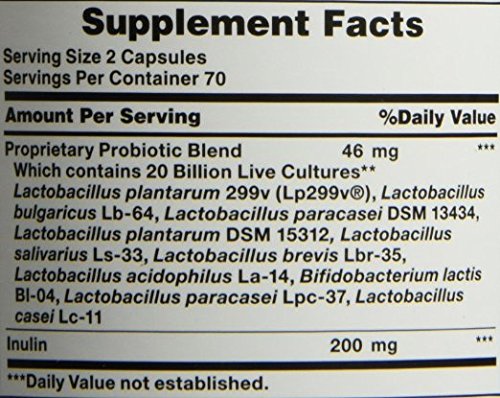 Supplement Facts
Serving Size 2 Capsules
Servings Per Container 70
Amount Per Serving %Daily Value
Proprietary Probiotic Blend 46 mg ***
Which contains 20 Billion Live Cultures**
Lactobacillus plantarum 299v (Lp299v®), Lactobacillus
bulgaricus Lb-64, Lactobacillus paracasei DSM 13434,
Lactobacillus plantarum DSM 15312, Lactobacillus
salivarius Ls-33, Lactobacillus brevis Lbr-35,
Lactobacillus acidophilus La-14, Bifidobacterium lactis
Bl-04, Lactobacillus paracasei Lpc-37, Lactobacillus
casei Lc-11
Inulin 200 mg ***
***Daily Value not established.